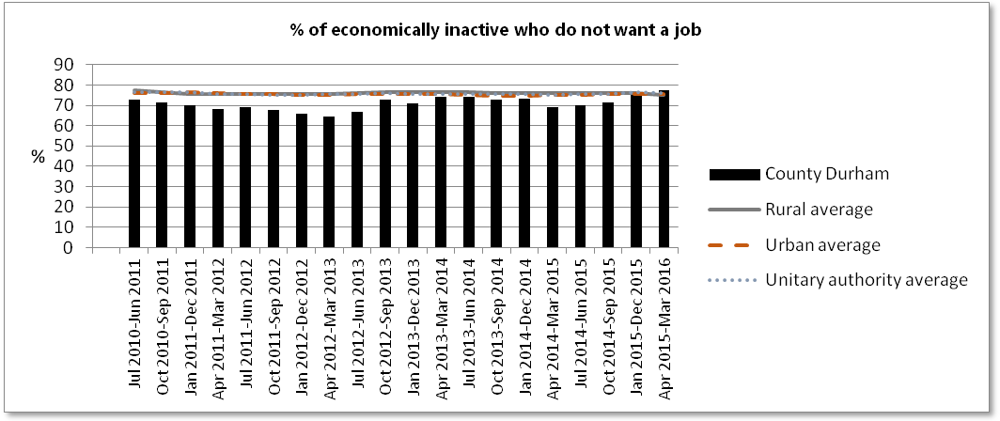 % of economically inactive who do not want a job
90
80
70
60
50
40
30
20
10
0
%
Jul 2010-Jun 2011
Oct 2010-Sep 2011
Jan 2011-Dec 2011
Apr 2011-Mar 2012
Jul 2011-Jun 2012
Oct 2011-Sep 2012
Jan 2012-Dec 2012
Apr 2012-Mar 2013
Jul 2012-Jun 2013
Oct 2012-Sep 2013
Jan 2013-Dec 2013
Apr 2013-Mar 2014
Jul 2013-Jun 2014
Oct 2013-Sep 2014
Jan 2014-Dec 2014
Apr 2014-Mar 2015
Jul 2014-Jun 2015
Oct 2014-Sep 2015
Jan 2015-Dec 2015
Apr 2015-Mar 2016
County Durham
Rural average
Urban average
Unitary authority average